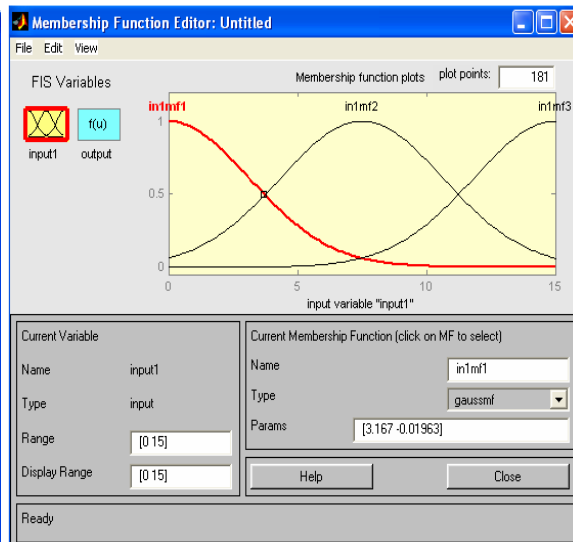 Membership Function Editor: Untitled
File Edit View
FIS Variables
Membership function plots plot points: 181
in1mf1 in1mf2 in1mf3
f(u)
input1 output
1
0.5
0
0 5 10 15
input variable "input1"
Current Variable
Name input1
Type input
Range [0 15]
Display Range [0 15]
Current Membership Function (click on MF to select)
Name in1mf1
Type gaussmf
Params [3.167 -0.01963]
Help Close
Ready